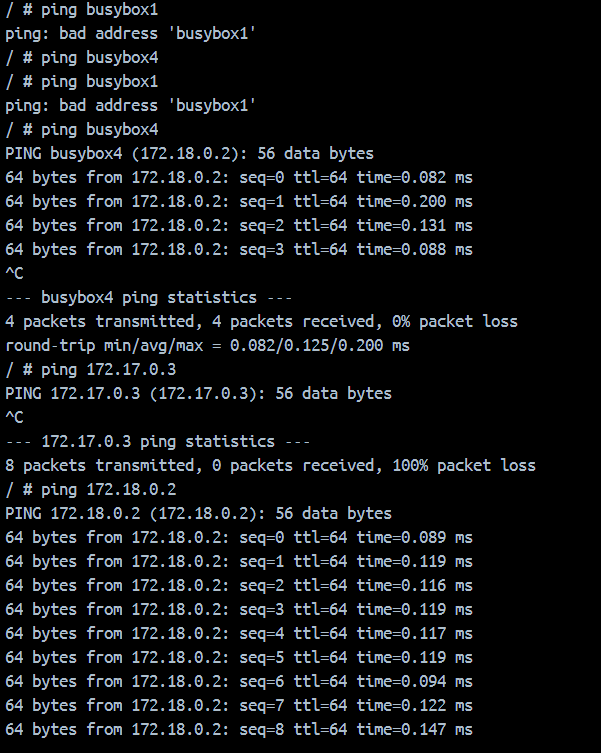 / # ping busybox1
ping: bad address 'busybox1'
/ # ping busybox4
/ # ping busybox1
ping: bad address 'busybox1'
/ # ping busybox4
PING busybox4 (172.18.0.2): 56 data bytes
64 bytes from 172.18.0.2: seq=0 ttl=64 time=0.082 ms
64 bytes from 172.18.0.2: seq=1 ttl=64 time=0.200 ms
64 bytes from 172.18.0.2: seq=2 ttl=64 time=0.131 ms
64 bytes from 172.18.0.2: seq=3 ttl=64 time=0.088 ms
^C
--- busybox4 ping statistics ---
4 packets transmitted, 4 packets received, 0% packet loss
round-trip min/avg/max = 0.082/0.125/0.200 ms
/ # ping 172.17.0.3
PING 172.17.0.3 (172.17.0.3): 56 data bytes
^C
--- 172.17.0.3 ping statistics ---
8 packets transmitted, 0 packets received, 100% packet loss
/ # ping 172.18.0.2
PING 172.18.0.2 (172.18.0.2): 56 data bytes
64 bytes from 172.18.0.2: seq=0 ttl=64 time=0.089 ms
64 bytes from 172.18.0.2: seq=1 ttl=64 time=0.119 ms
64 bytes from 172.18.0.2: seq=2 ttl=64 time=0.116 ms
64 bytes from 172.18.0.2: seq=3 ttl=64 time=0.119 ms
64 bytes from 172.18.0.2: seq=4 ttl=64 time=0.117 ms
64 bytes from 172.18.0.2: seq=5 ttl=64 time=0.119 ms
64 bytes from 172.18.0.2: seq=6 ttl=64 time=0.094 ms
64 bytes from 172.18.0.2: seq=7 ttl=64 time=0.122 ms
64 bytes from 172.18.0.2: seq=8 ttl=64 time=0.147 ms